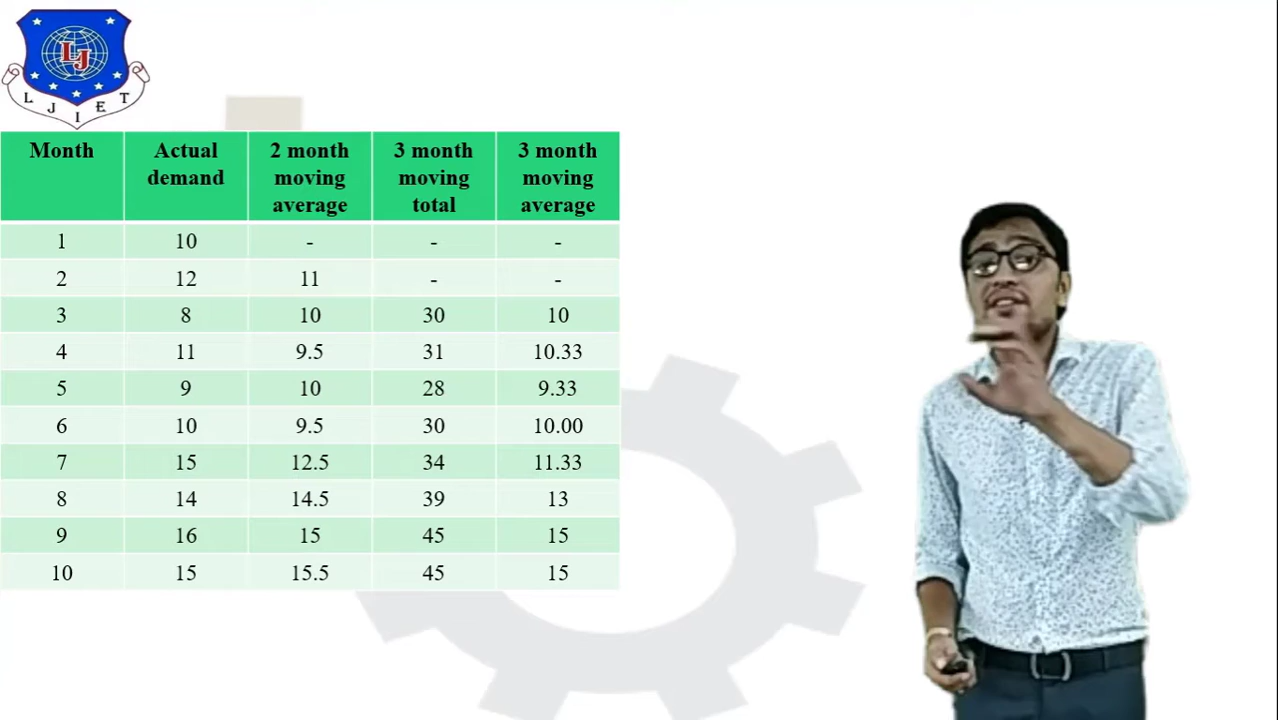 LJ
L J I E T
Month Actual demand 2 month moving average 3 month moving total 3 month moving average
1 10 - - -
2 12 11 - -
3 8 10 30 10
4 11 9.5 31 10.33
5 9 10 28 9.33
6 10 9.5 30 10.00
7 15 12.5 34 11.33
8 14 14.5 39 13
9 16 15 45 15
10 15 15.5 45 15